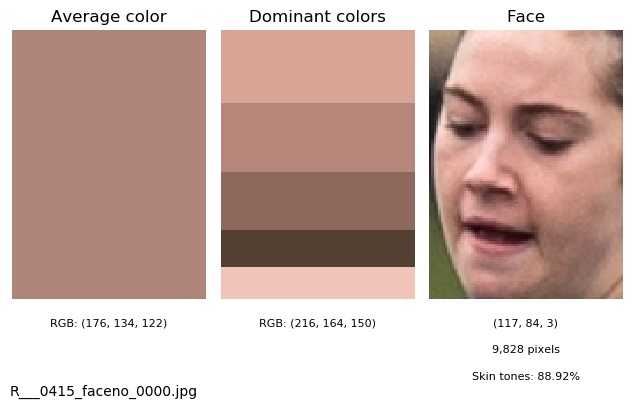 Average color
Dominant colors
Face
RGB: (176, 134, 122)
RGB: (216, 164, 150)
(117, 84, 3)
9,828 pixels
Skin tones: 88.92%
R___0415_faceno_0000.jpg